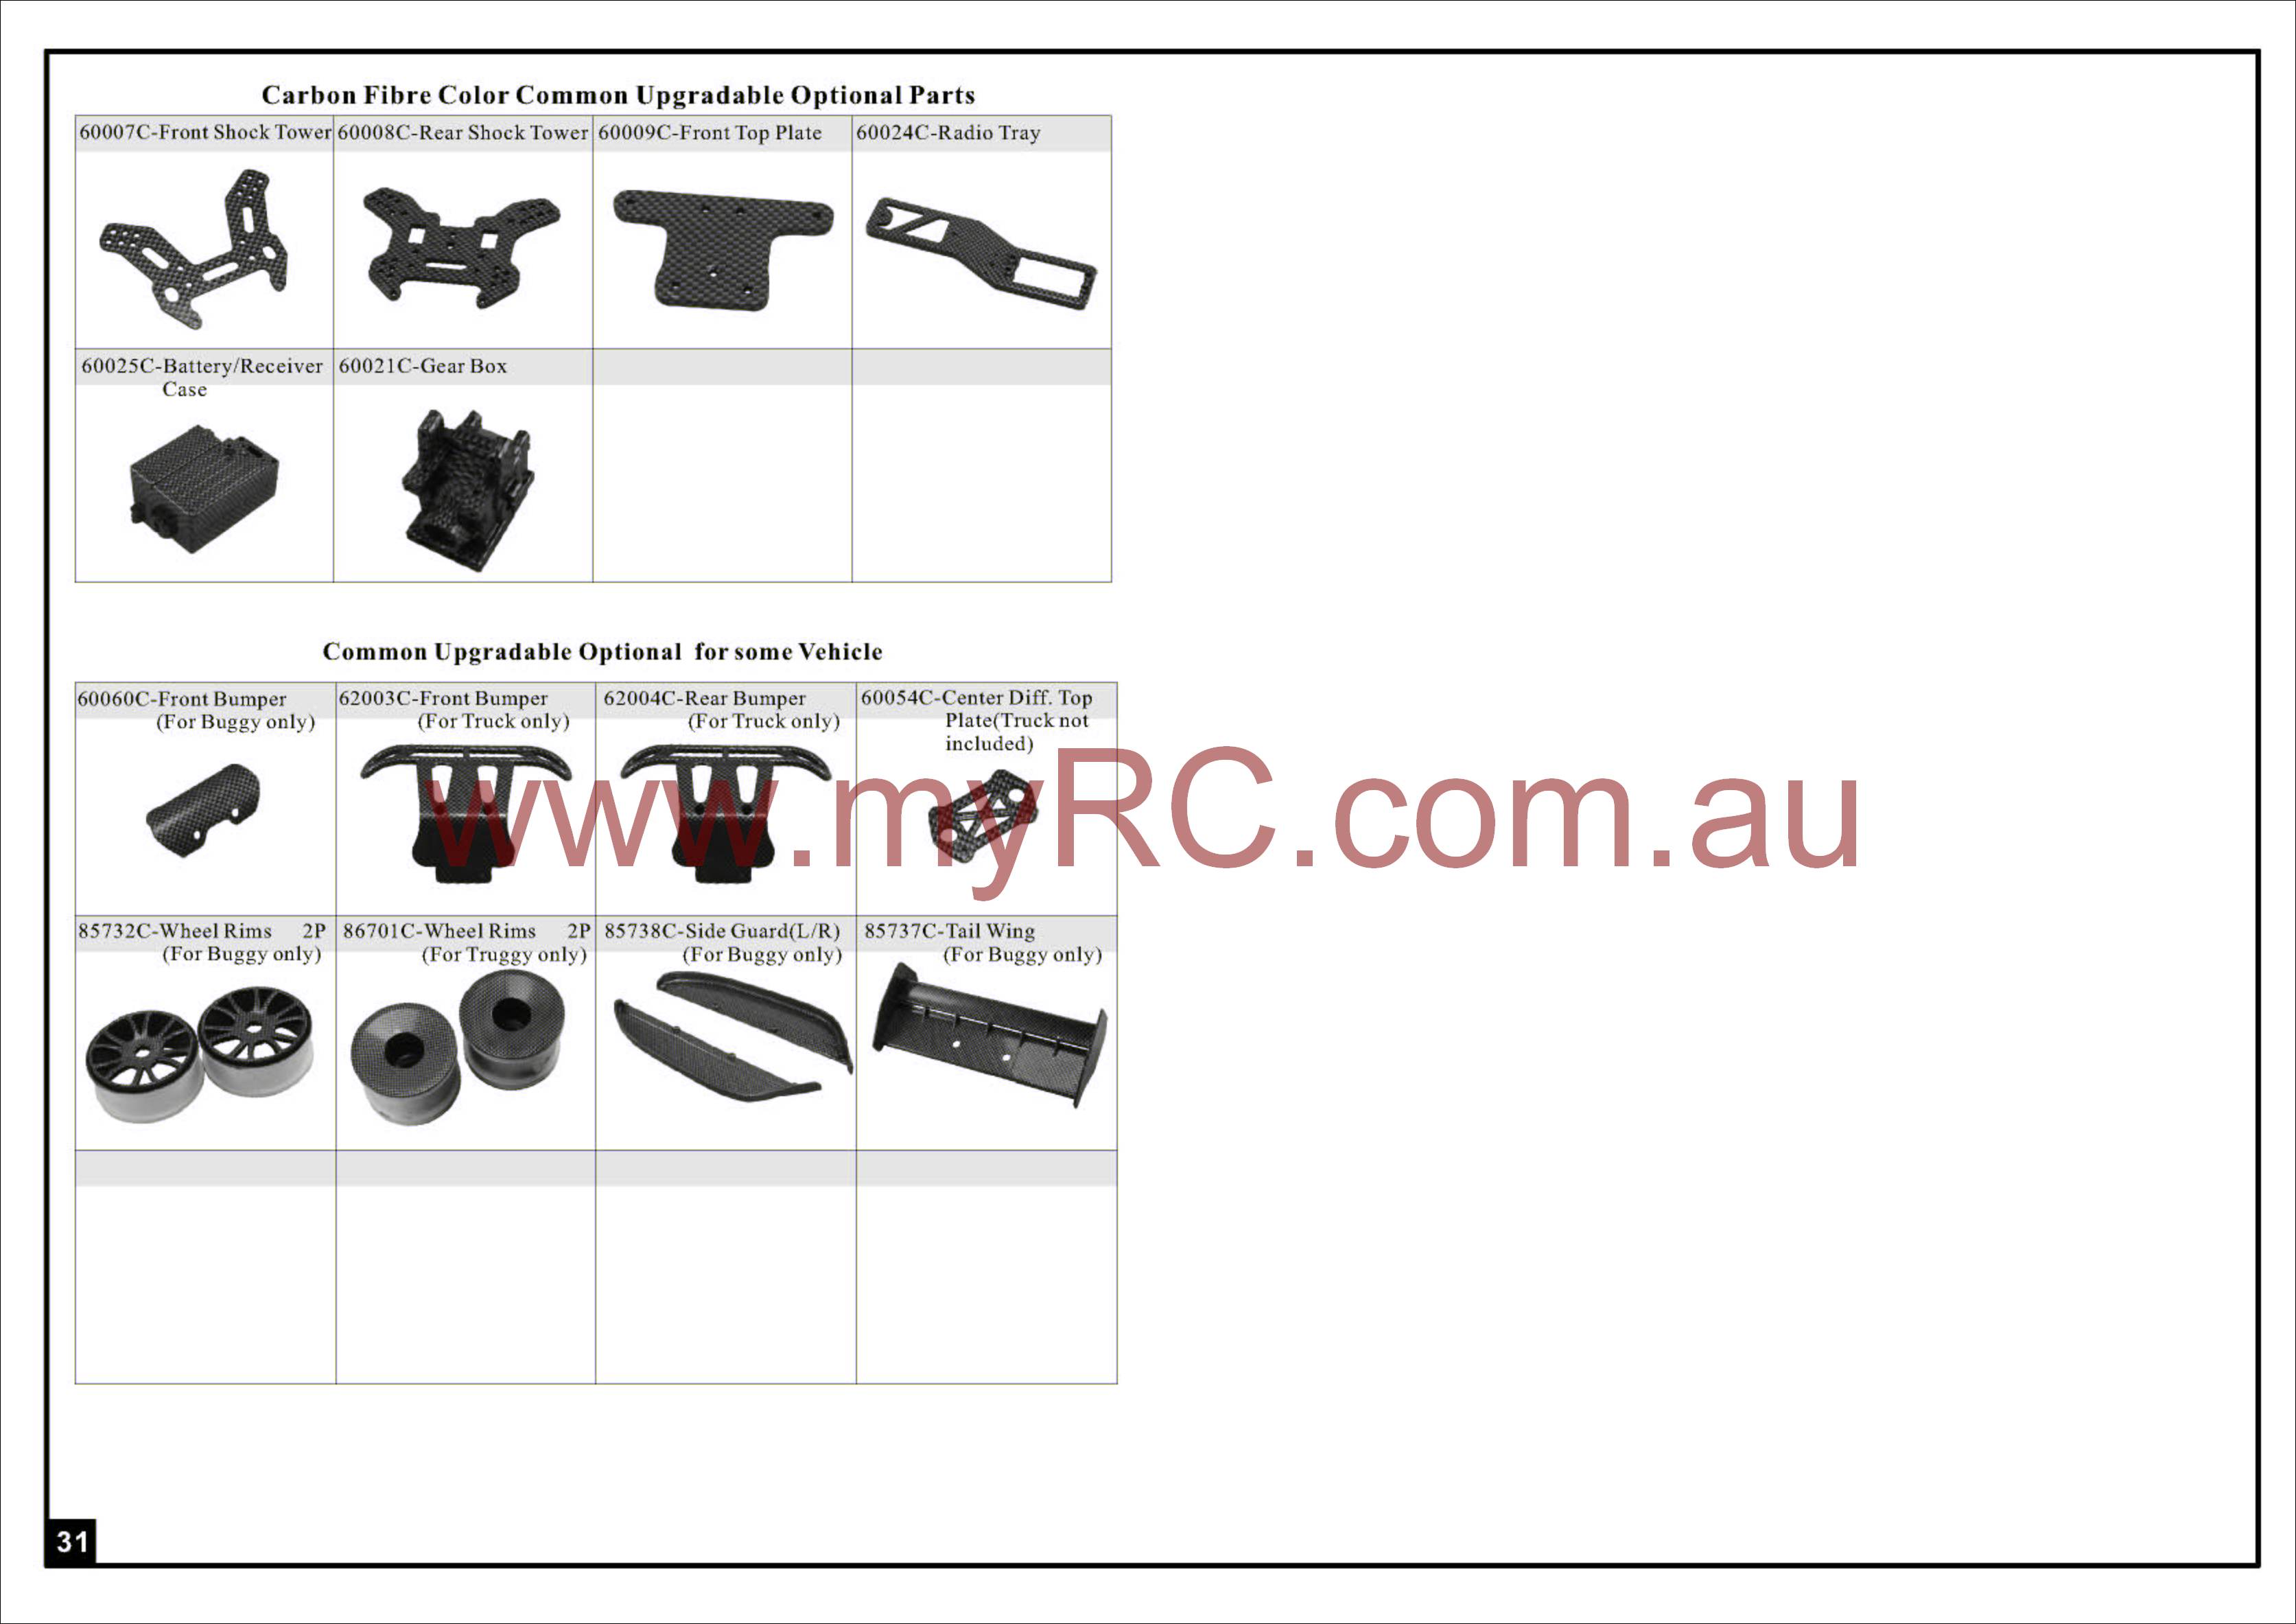 Carbon Fibre Color Common Upgradable Optional Parts
60007C-Front Shock Tower
60008C-Rear Shock Tower
60009C-Front Top Plate
60024C-Radio Tray
60025C-Battery/Receiver
Case
60021C-Gear Box
Common Upgradable Optional for some Vehicle
60060C-Front Bumper
(For Buggy only)
62003C-Front Bumper
(For Truck only)
62004C-Rear Bumper
(For Truck only)
60054C-Center Diff. Top
Plate(Truck not
included)
www.myRC.com.au
85732C-Wheel Rims 2P
(For Buggy only)
86701C-Wheel Rims 2P
(For Truggy only)
85738C-Side Guard(L/R)
(For Buggy only)
85737C-Tail Wing
(For Buggy only)
31